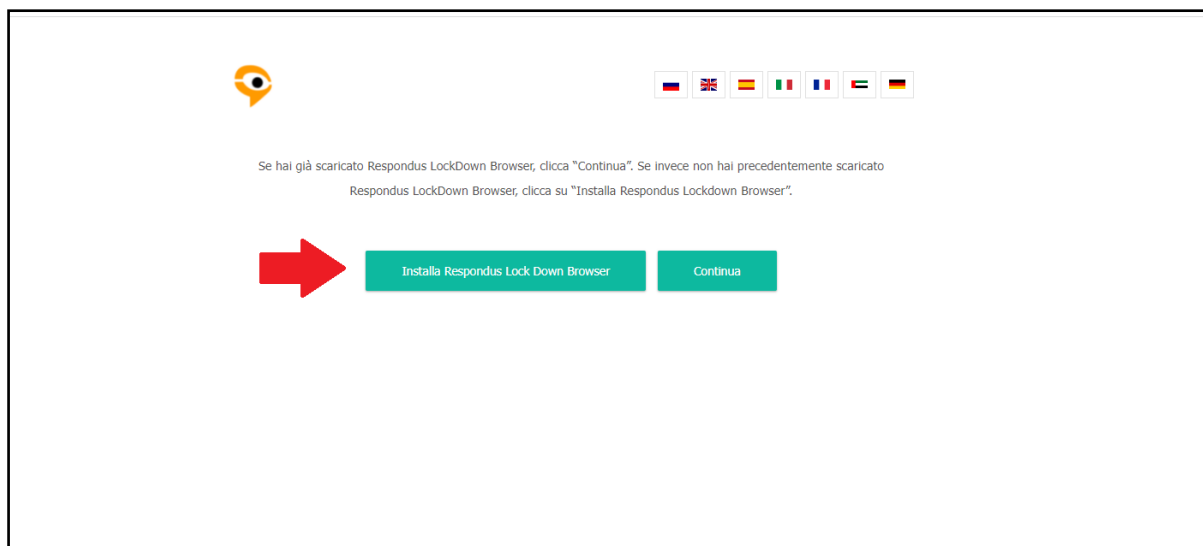 Se hai già scaricato Respondus LockDown Browser, clicca “Continua”. Se invece non hai precedentemente scaricato
Respondus LockDown Browser, clicca su “Installa Respondus Lockdown Browser”.
Installa Respondus Lock Down Browser
Continua